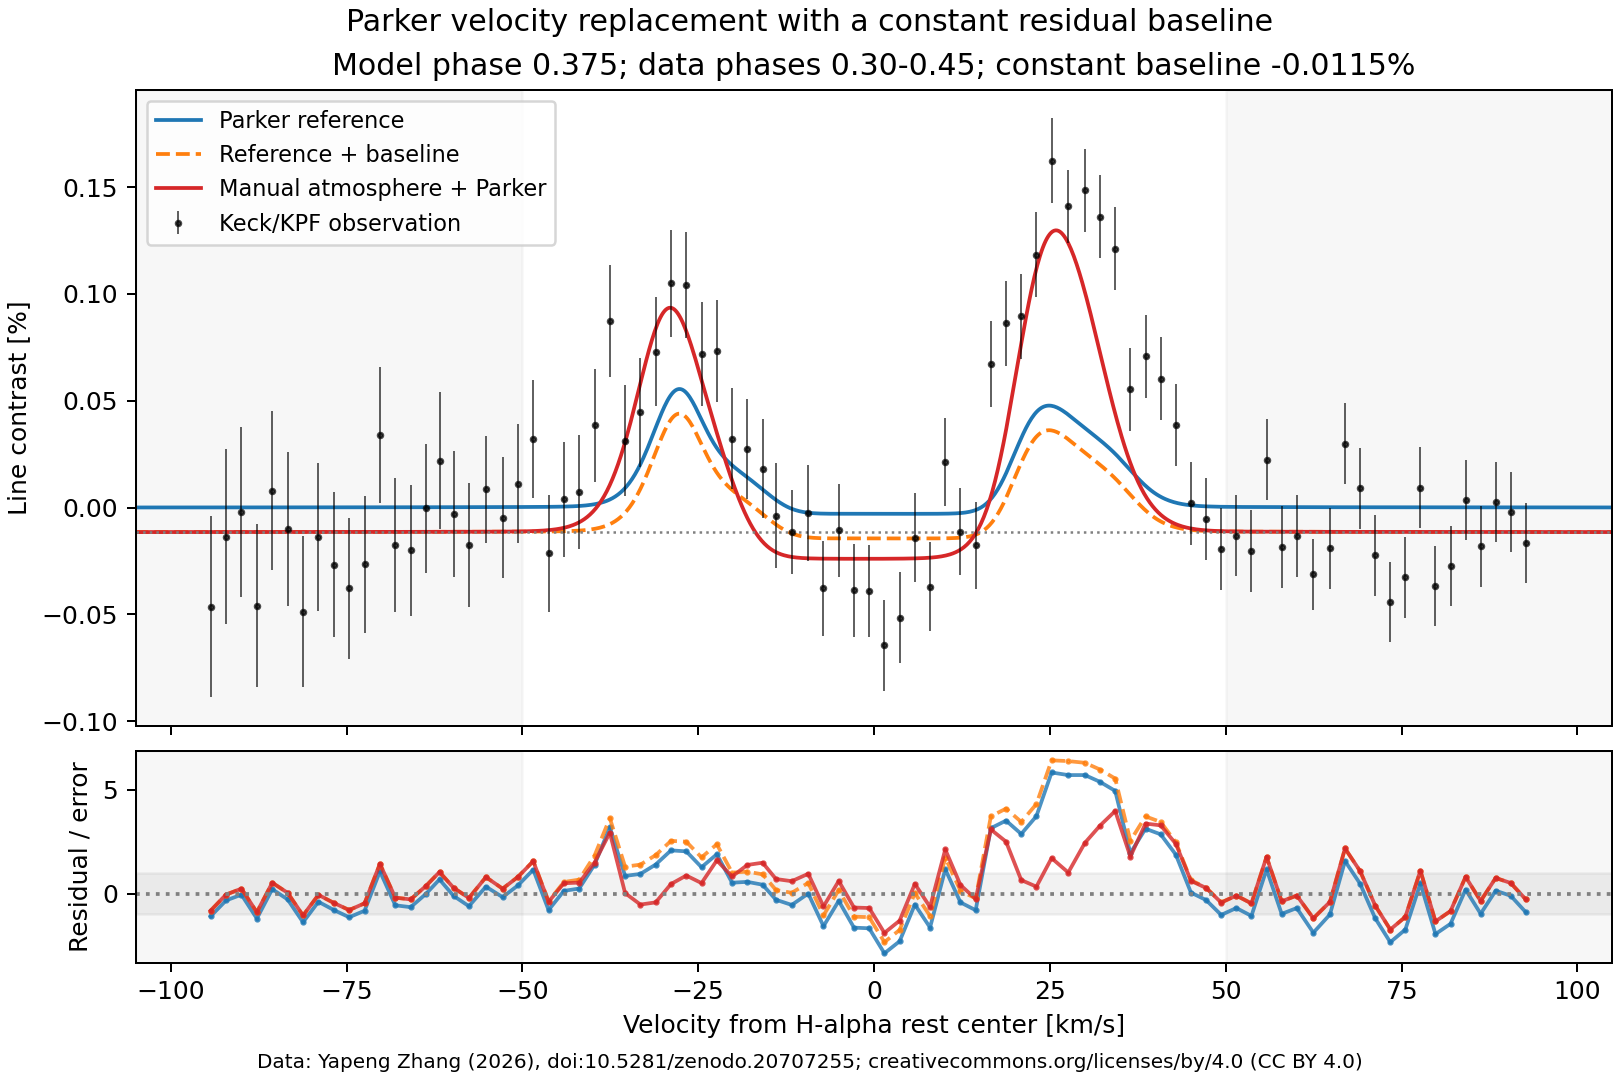 Parker velocity replacement with a constant residual baseline
Model phase 0.375; data phases 0.30-0.45; constant baseline -0.0115%
Parker reference
Reference + baseline
Manual atmosphere + Parker
Keck/KPF observation
Line contrast [%]
0.15
0.10
0.05
0.00
−0.05
−0.10
Residual / error
5
0
−100
−75
−50
−25
0
25
50
75
100
Velocity from H-alpha rest center [km/s]
Data: Yapeng Zhang (2026), doi:10.5281/zenodo.20707255; creativecommons.org/licenses/by/4.0 (CC BY 4.0)